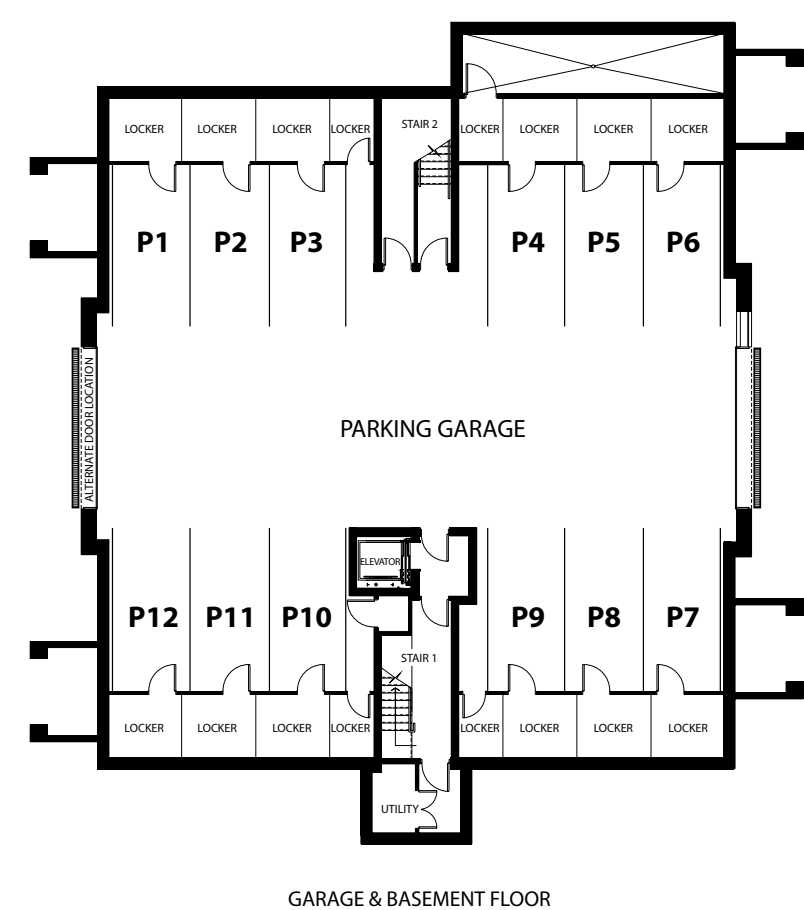 LOCKER LOCKER LOCKER LOCKER STAIR 2 LOCKER LOCKER LOCKER LOCKER
P1 P2 P3 P4 P5 P6
ALTERNATE DOOR LOCATION
PARKING GARAGE
ELEVATOR
P12 P11 P10 P9 P8 P7
STAIR 1
LOCKER LOCKER LOCKER LOCKER LOCKER LOCKER LOCKER LOCKER
UTILITY
GARAGE & BASEMENT FLOOR